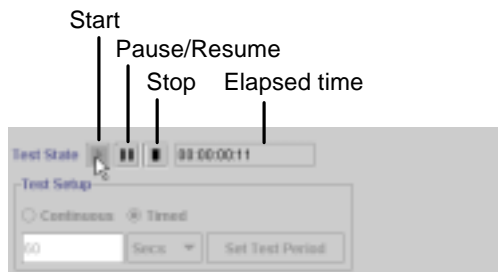 Start
Pause/Resume
Stop Elapsed time
Test State 00:00:00:11
Test Setup
Continuous Timed
60 Secs Set Test Period